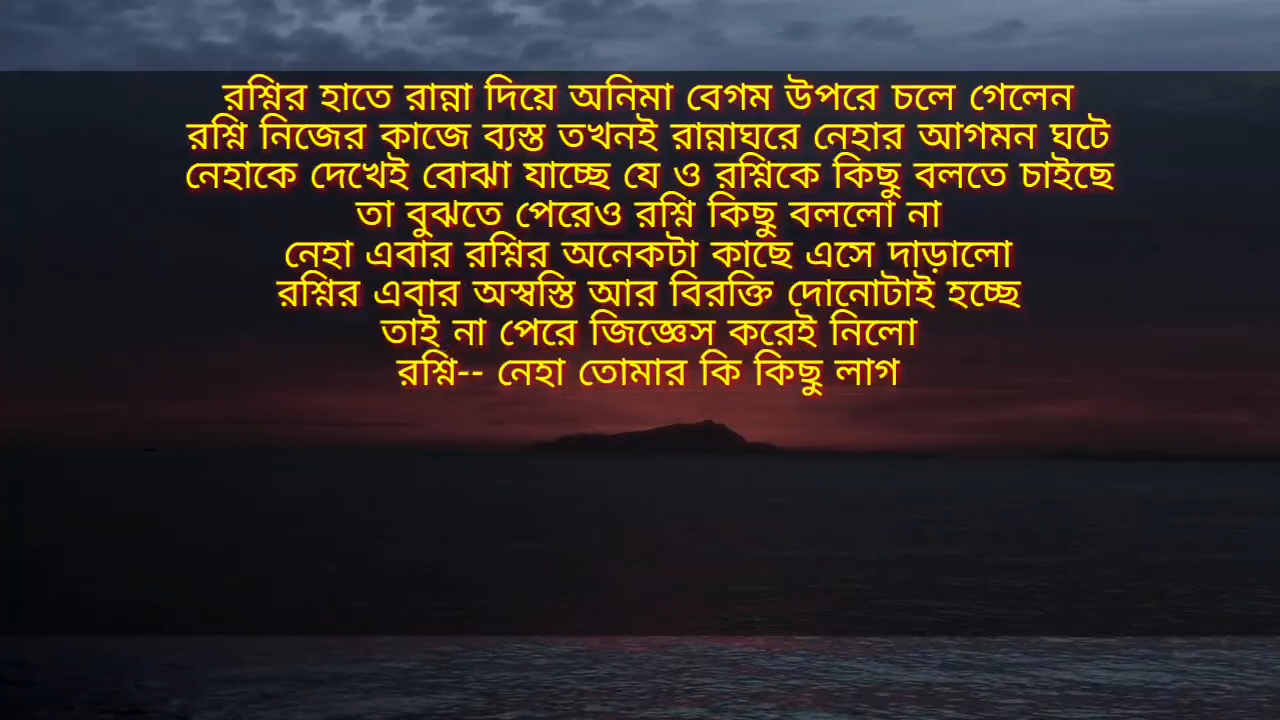 রশ্নির হাতে রান্না দিয়ে অনিমা বেগম উপরে চলে গেলেন
রশ্নি নিজের কাজে ব্যস্ত তখনই রান্নাঘরে নেহার আগমন ঘটে
নেহাকে দেখেই বোঝা যাচ্ছে যে ও রশ্নিকে কিছু বলতে চাইছে
তা বুঝতে পেরেও রশ্নি কিছু বললো না
নেহা এবার রশ্নির অনেকটা কাছে এসে দাড়ালো
রশ্নির এবার অস্বস্তি আর বিরক্তি দোনোটাই হচ্ছে
তাই না পেরে জিজ্ঞেস করেই নিলো
রশ্নি-- নেহা তোমার কি কিছু লাগ